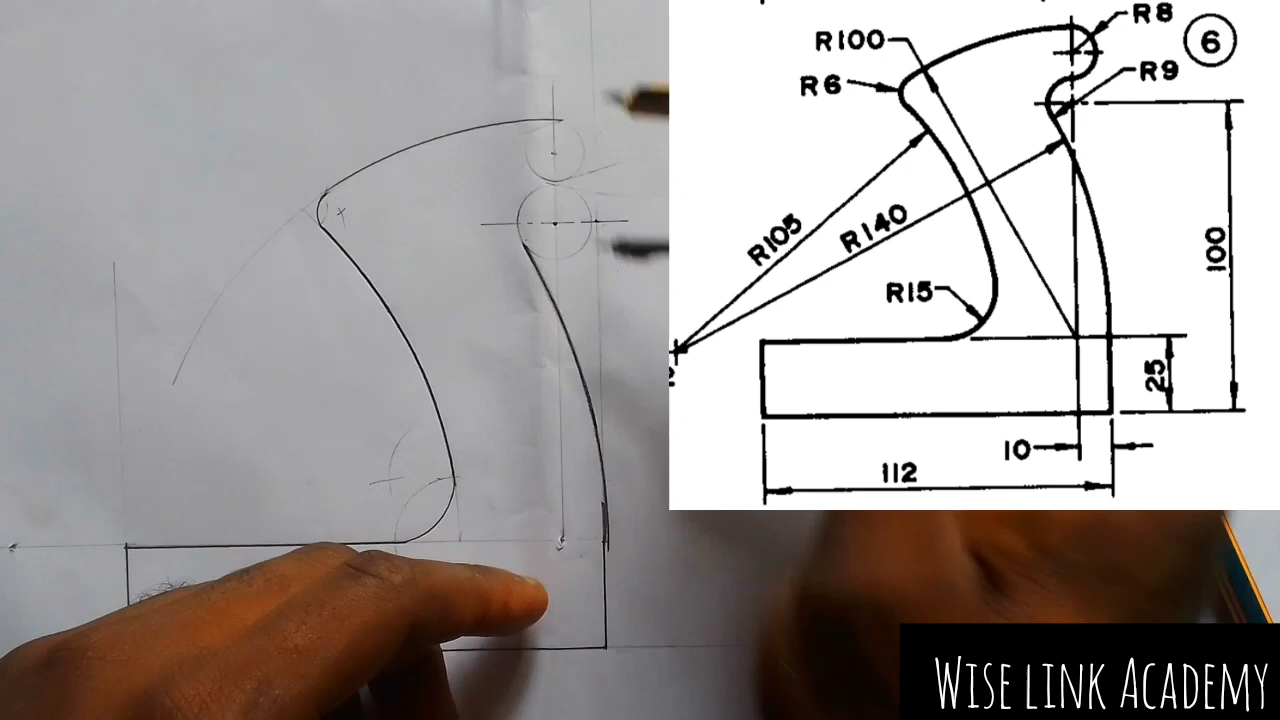 R8
6
R100
R9
R6
R105
R140
100
R15
25
10
112
WISE LINK ACADEMY